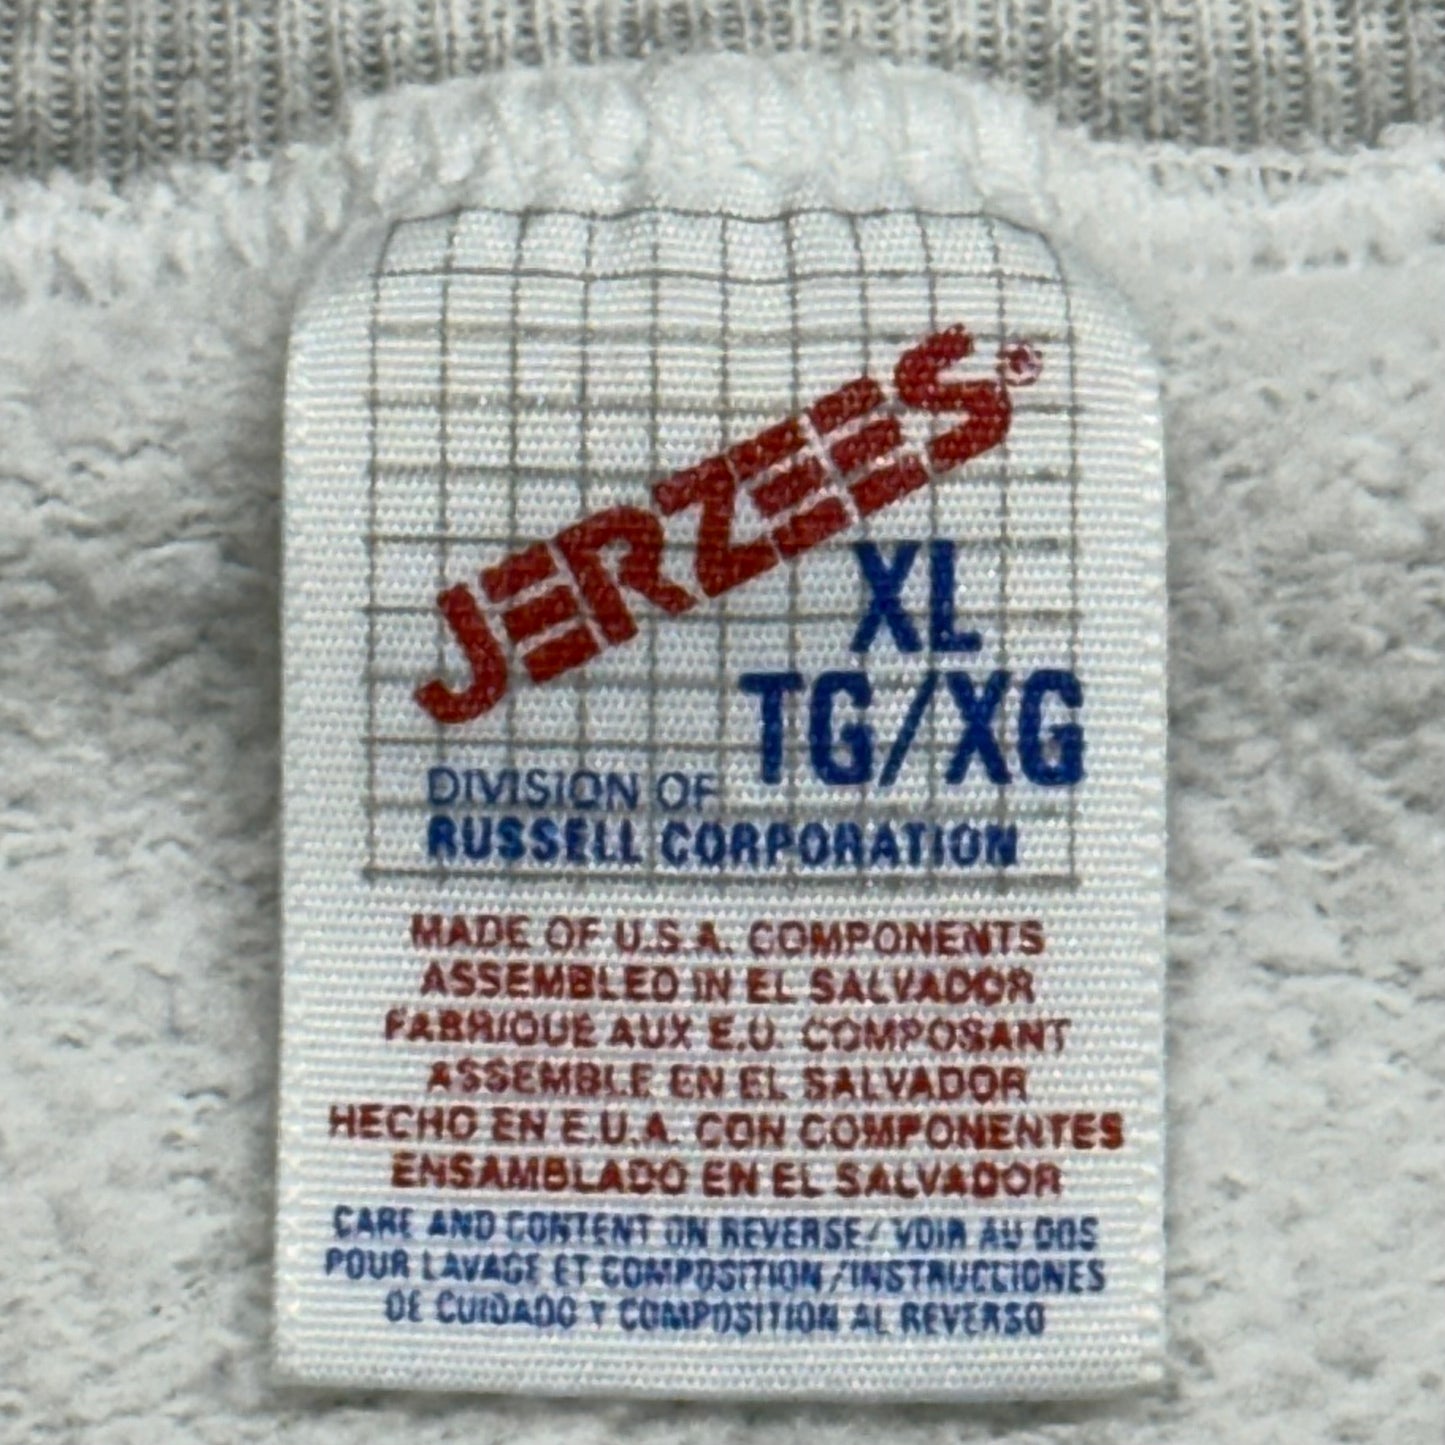 JERZEES®
XL
TG/XG
DIVISION OF
RUSSELL CORPORATION
MADE OF U.S.A. COMPONENTS
ASSEMBLED IN EL SALVADOR
FABRIQUE AUX E.U. COMPOSANT
ASSEMBLE EN EL SALVADOR
HECHO EN E.U.A. CON COMPONENTES
ENSAMBLADO EN EL SALVADOR
CARE AND CONTENT ON REVERSE/ VOIR AU DOS
POUR LAVAGE ET COMPOSITION/INSTRUCCIONES
DE CUIDADO Y COMPOSITION AL REVERSO